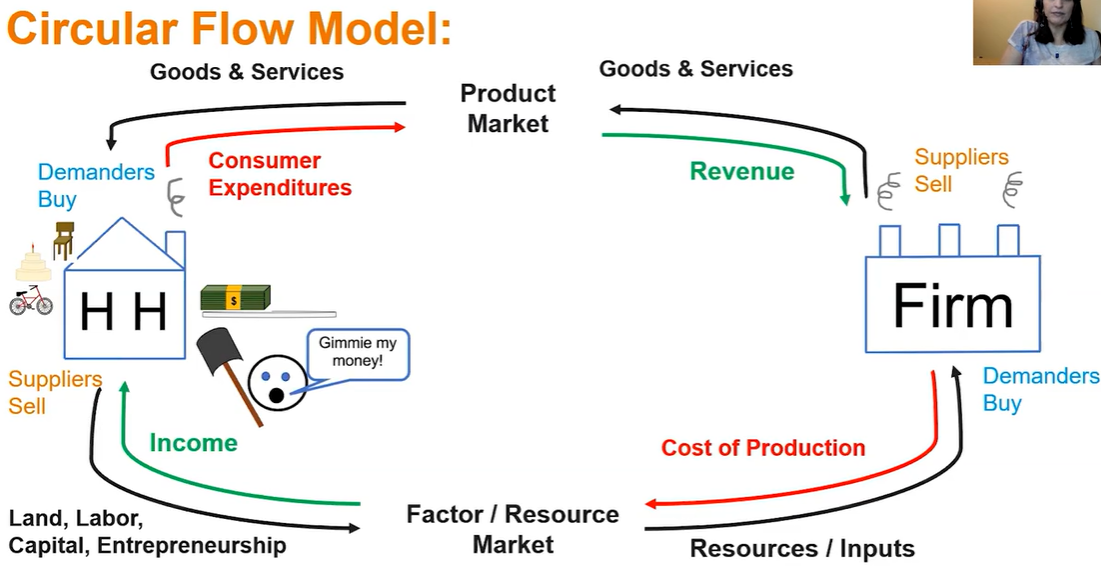 Circular Flow Model:
Goods & Services
Goods & Services
Product
Market
Consumer
Expenditures
Revenue
Demanders
Buy
Suppliers
Sell
H H
$
Gimmie my
money!
Firm
Suppliers
Sell
Demanders
Buy
Income
Cost of Production
Land, Labor,
Capital, Entrepreneurship
Factor / Resource
Market
Resources / Inputs